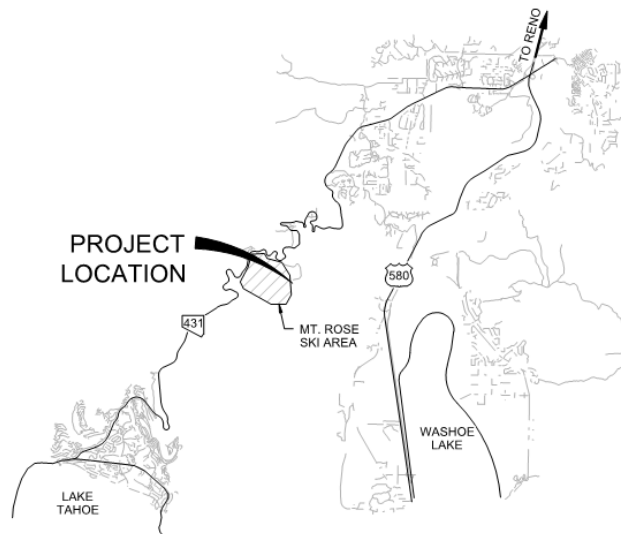 TO RENO
PROJECT
LOCATION
580
431
MT. ROSE
SKI AREA
WASHOE
LAKE
LAKE
TAHOE